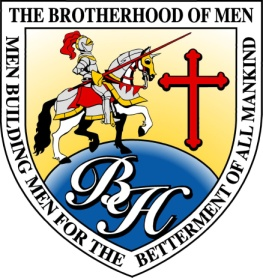 THE BROTHERHOOD OF MEN
MEN BUILDING MEN FOR THE BETTERMENT OF ALL MANKIND
BH